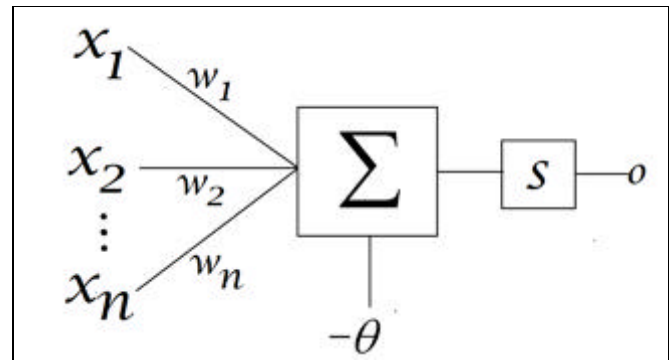 x₁
w₁
x₂
w₂
⋮
xₙ
wₙ
∑
S
o
−θ